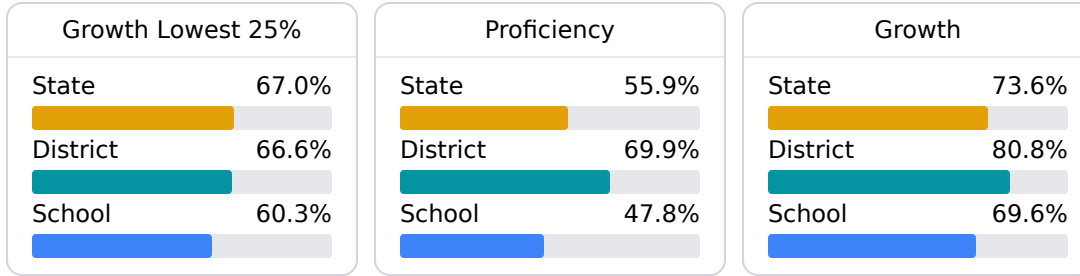 Growth Lowest 25%
State 67.0%
District 66.6%
School 60.3%
Proficiency
State 55.9%
District 69.9%
School 47.8%
Growth
State 73.6%
District 80.8%
School 69.6%